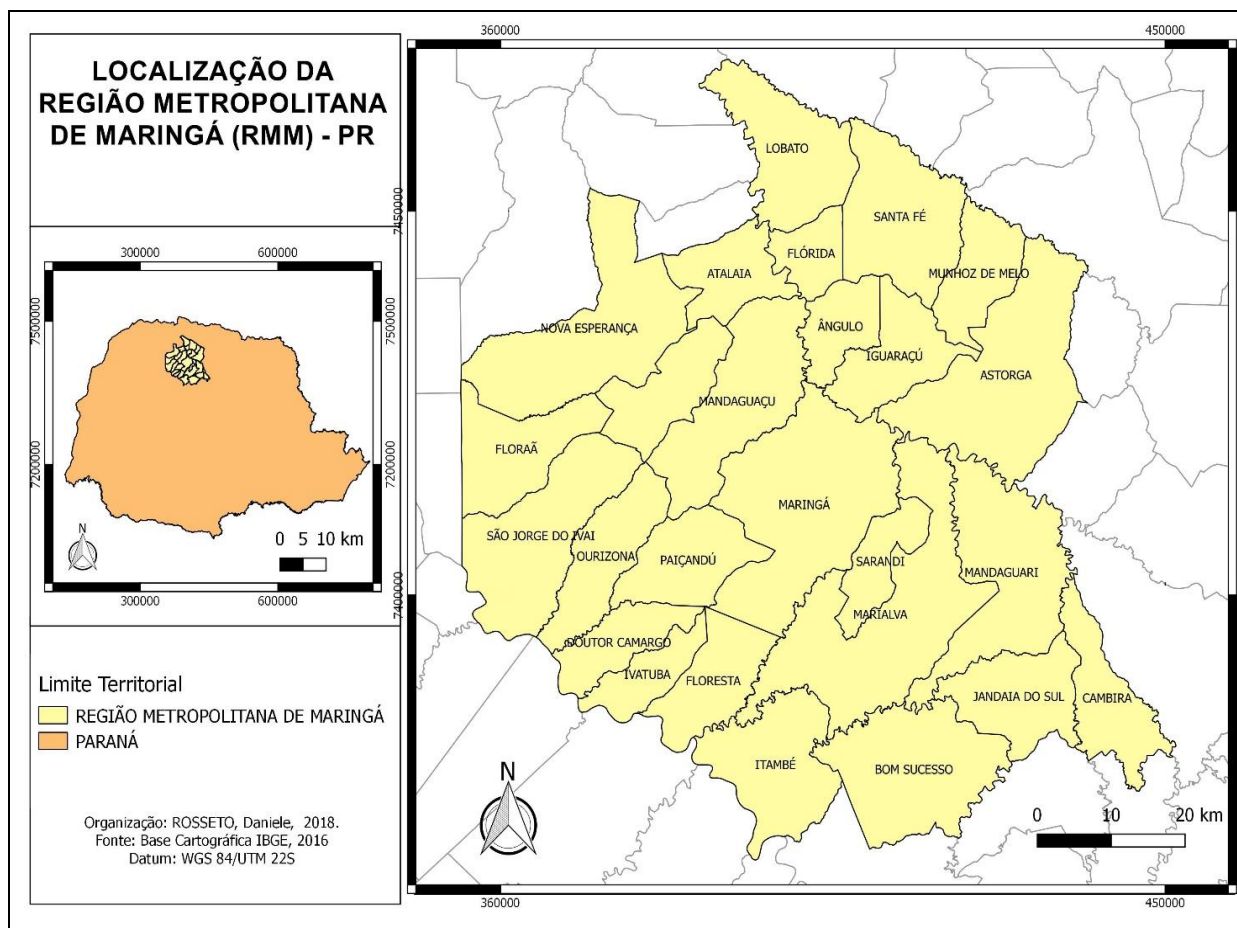 LOCALIZAÇÃO DA
REGIÃO METROPOLITANA
DE MARINGÁ (RMM) - PR
300000
600000
7500000
7500000
7200000
7200000
N
0 5 10 km
300000
600000
Limite Territorial
REGIÃO METROPOLITANA DE MARINGÁ
PARANÁ
Organização: ROSSETO, Daniele, 2018.
Fonte: Base Cartográfica IBGE, 2016
Datum: WGS 84/UTM 22S
360000
450000
7450000
7400000
LOBATO
SANTA FÉ
FLÓRIDA
ATALAIA
MUNHOZ DE MELO
NOVA ESPERANÇA
ÂNGULO
IGUARAÇÚ
ASTORGA
MANDAGUAÇU
FLORAÃ
MARINGÁ
SÃO JORGE DO IVAI
OURIZONA
PAIÇANDÚ
SARANDI
MANDAGUARI
MARIALVA
DOUTOR CAMARGO
IVATUBA
FLORESTA
JANDAIA DO SUL
CAMBIRA
ITAMBÉ
BOM SUCESSO
N
0 10 20 km
360000
450000